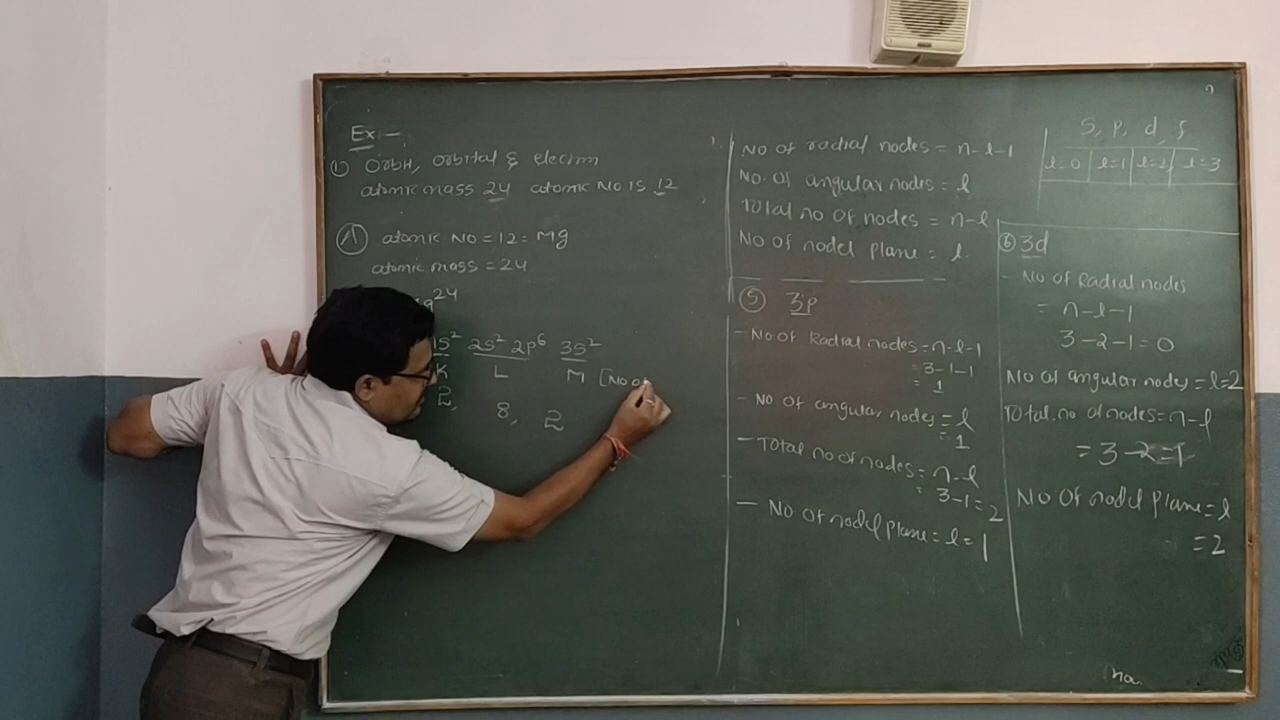 Ex:-
① Orbit, orbital & electron
atomic mass 24 atomic No is 12
Ⓐ atomic No = 12 = Mg
atomic mass = 24
g²⁴
1s² 2s² 2p⁶ 3s²
K L M [No of
2, 8, 2
No of radial nodes = n-l-1
No. of angular nodes = l
Total no of nodes = n-l
No of nodel plane = l.
⑤ 3p
- No of Radial nodes = n-l-1
= 3-1-1
= 1
- No of angular nodes = l
= 1
- Total no of nodes = n-l
= 3-1 = 2
- No of nodel plane = l = 1
S, p, d, f
l=0 l=1 l=2 l=3
⑥ 3d
- No of Radial nodes
= n-l-1
3-2-1=0
No of angular nodes = l=2
Total no of nodes = n-l
= 3-2=1
No of nodel plane = l
= 2